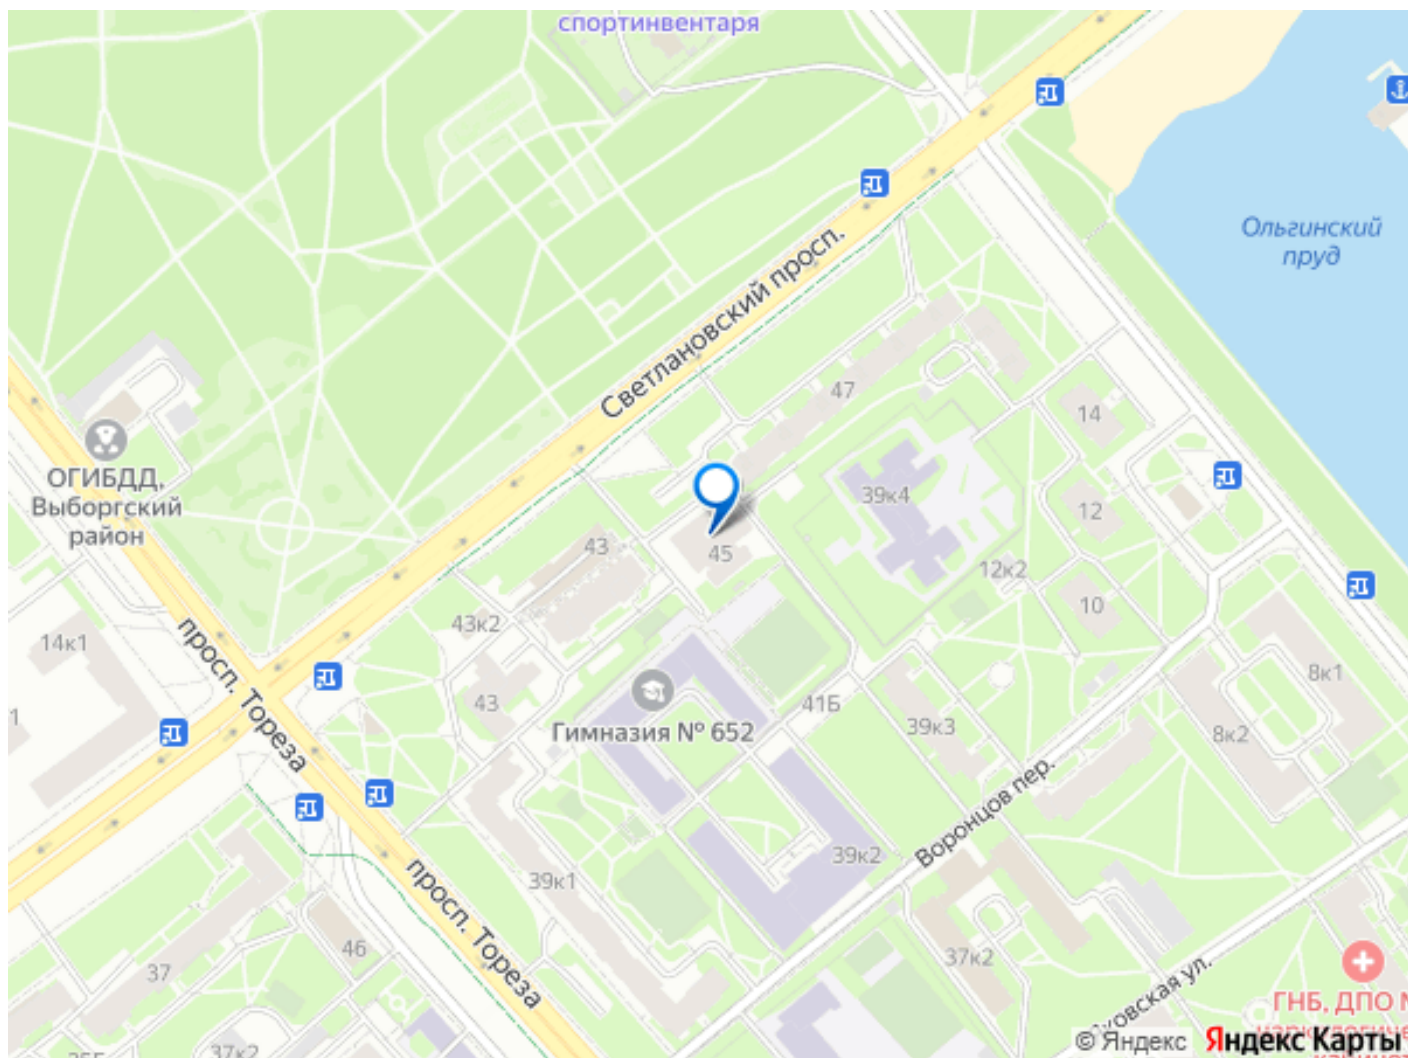 спортинвентаря
Ольгинский
пруд
Светлановский просп.
47
14
ОГИБДД,
Выборгский
район
39к4
12
43
45
12к2
10
43к2
14к1
просп. Тореза
8к1
43
41Б
Гимназия № 652
39к3
8к2
1
Воронцов пер.
39к2
39к1
просп. Тореза
46
37
37к2
ГНБ, ДПО
37к2
© Яндекс
Яндекс Карты